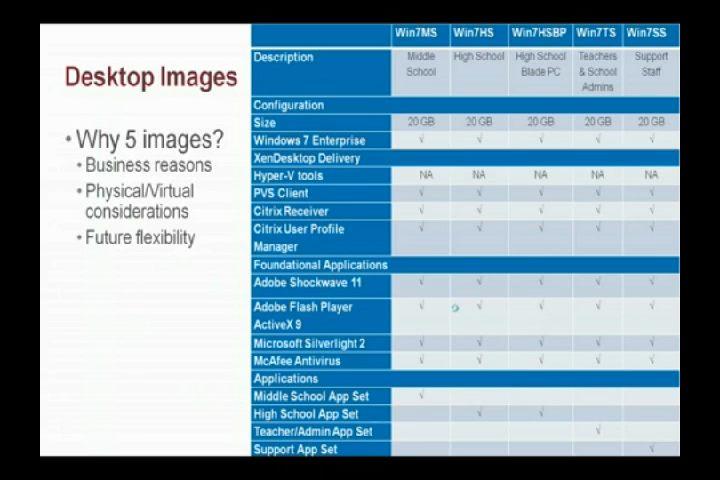 Desktop Images
• Why 5 images?
• Business reasons
• Physical/Virtual
considerations
• Future flexibility
Win7MS Win7HS Win7HSBP Win7TS Win7SS
Description Middle School High School High School Blade PC Teachers & School Admins Support Staff
Configuration
Size 20 GB 20 GB 20 GB 20 GB 20 GB
Windows 7 Enterprise √ √ √ √ √
XenDesktop Delivery
Hyper-V tools NA NA NA NA NA
PVS Client √ √ √ √ √
Citrix Receiver √ √ √ √ √
Citrix User Profile Manager √ √ √ √ √
Foundational Applications
Adobe Shockwave 11 √ √ √ √ √
Adobe Flash Player ActiveX 9 √ √ √ √ √
Microsoft Silverlight 2 √ √ √ √ √
McAfee Antivirus √ √ √ √ √
Applications
Middle School App Set √
High School App Set √ √
Teacher/Admin App Set √
Support App Set √